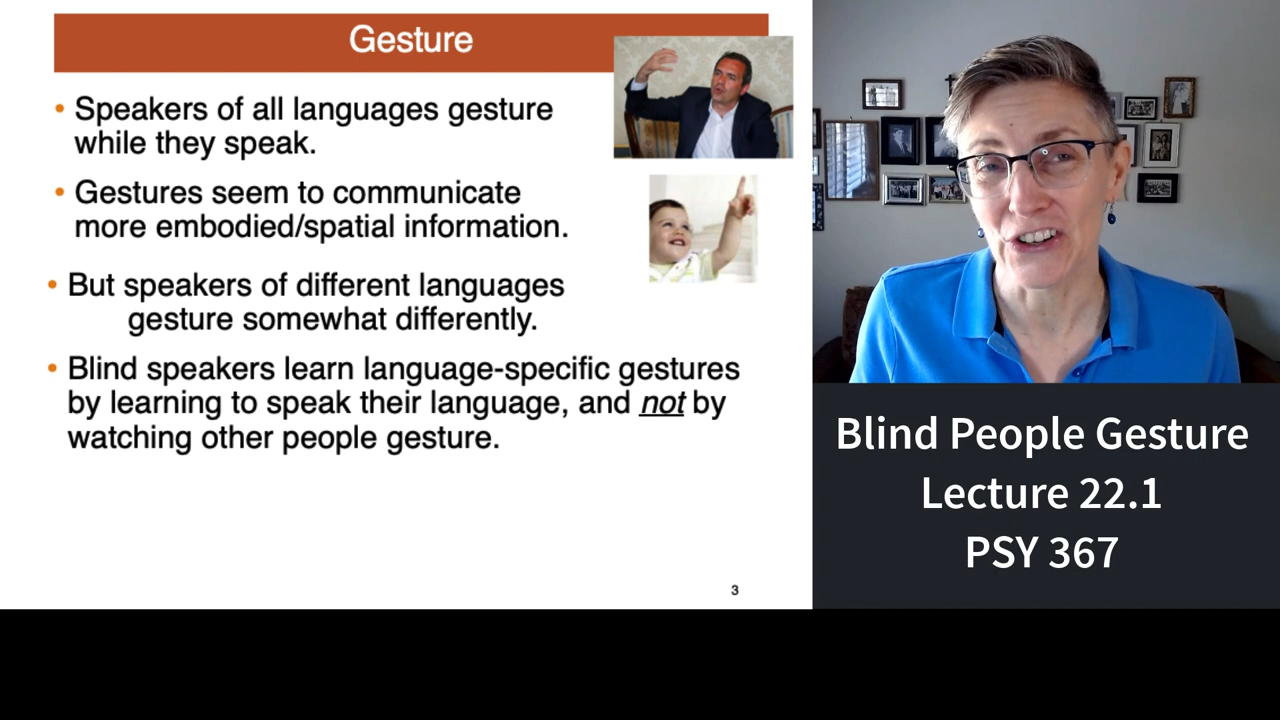 Gesture
• Speakers of all languages gesture
while they speak.
• Gestures seem to communicate
more embodied/spatial information.
• But speakers of different languages
gesture somewhat differently.
• Blind speakers learn language-specific gestures
by learning to speak their language, and not by
watching other people gesture.
3
Blind People Gesture
Lecture 22.1
PSY 367